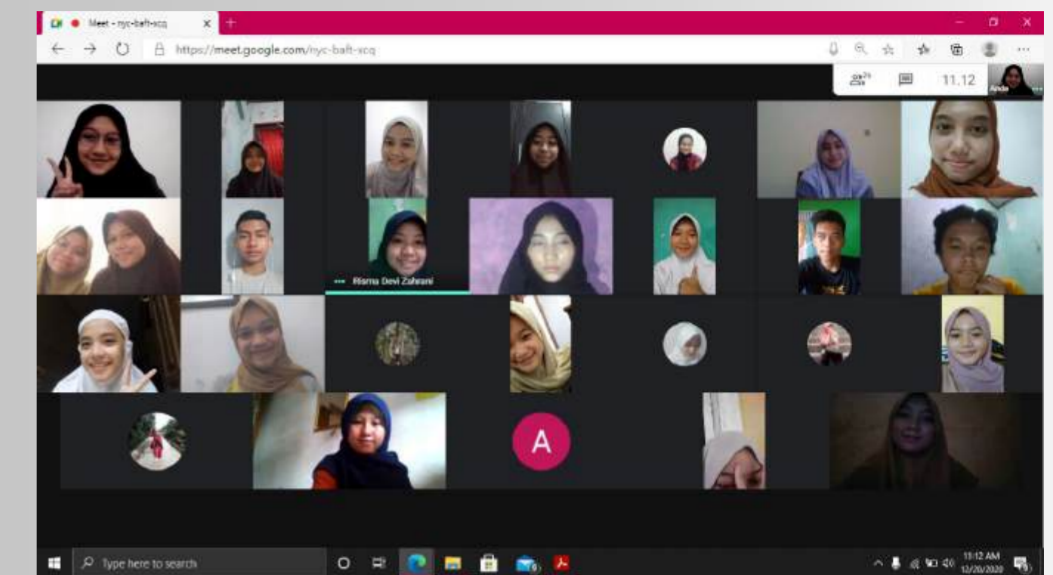 Meet - nyc-baft-xcq
https://meet.google.com/nyc-baft-xcq
11.12
Anda
Risma Devi Zahrani
A
Type here to search
11:12 AM
12/20/2020